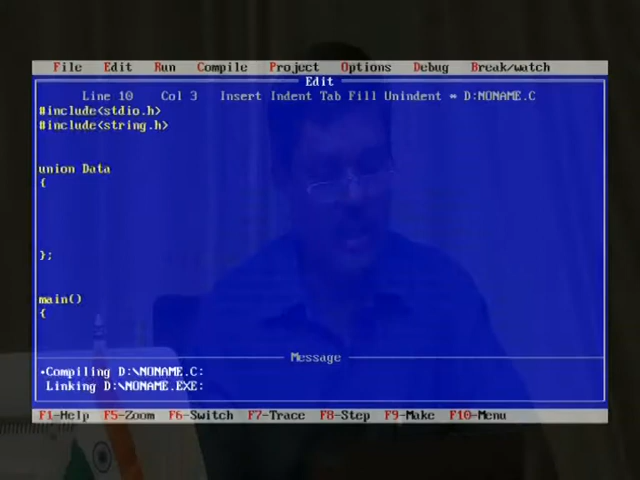 File Edit Run Compile Project Options Debug Break/watch
Edit
Line 10 Col 3 Insert Indent Tab Fill Unindent * D:NONAME.C
#include<stdio.h>
#include<string.h>
union Data
{
};
main()
{
Message
•Compiling D:\NONAME.C:
Linking D:\NONAME.EXE:
F1-Help F5-Zoom F6-Switch F7-Trace F8-Step F9-Make F10-Menu